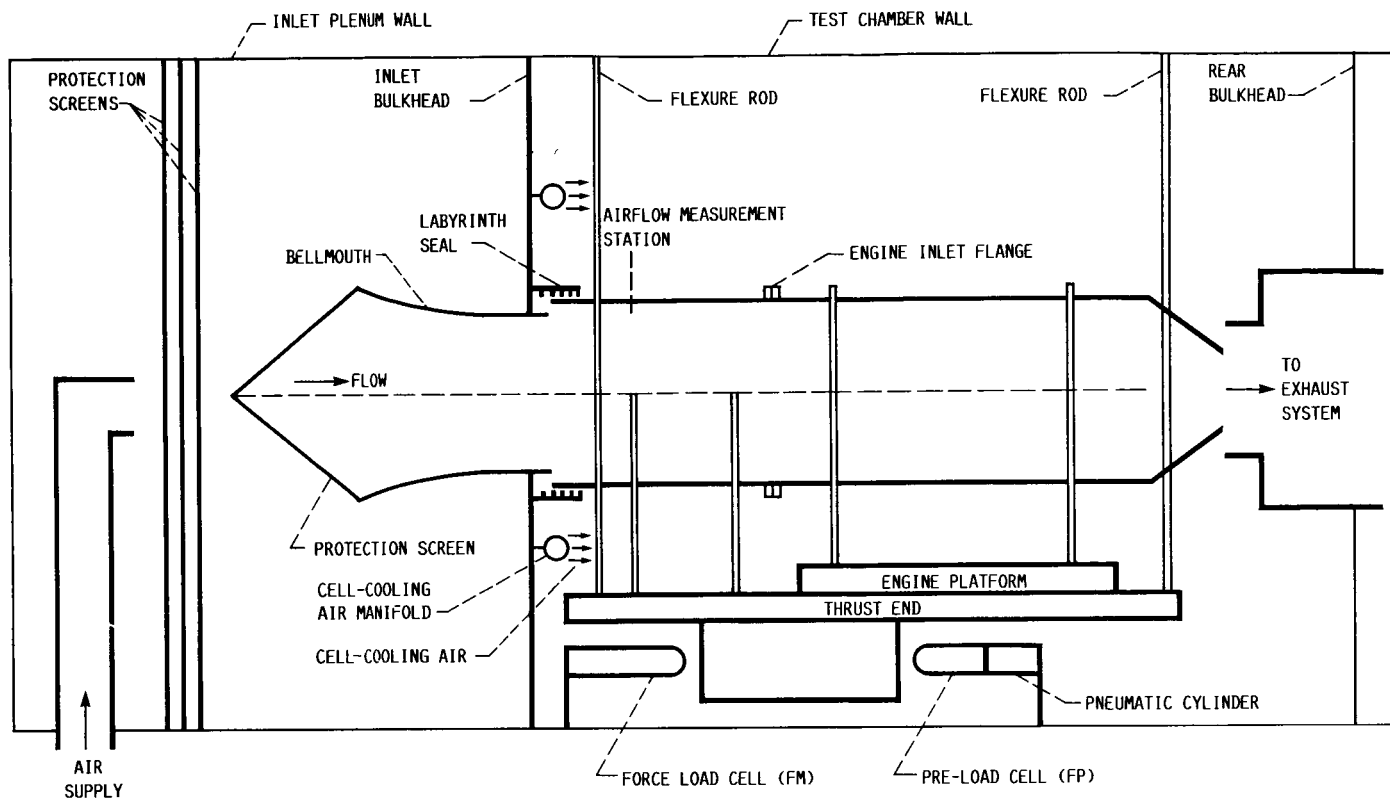 INLET PLENUM WALL
TEST CHAMBER WALL
PROTECTION
SCREENS
INLET
BULKHEAD
FLEXURE ROD
FLEXURE ROD
REAR
BULKHEAD
LABYRINTH
SEAL
AIRFLOW MEASUREMENT
STATION
BELLMOUTH
ENGINE INLET FLANGE
FLOW
TO
EXHAUST
SYSTEM
PROTECTION SCREEN
CELL-COOLING
AIR MANIFOLD
ENGINE PLATFORM
THRUST END
CELL-COOLING AIR
PNEUMATIC CYLINDER
AIR
SUPPLY
FORCE LOAD CELL (FM)
PRE-LOAD CELL (FP)